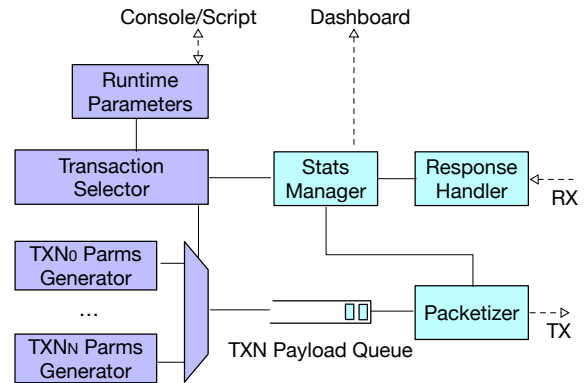 Console/Script
Dashboard
Runtime
Parameters
Transaction
Selector
Stats
Manager
Response
Handler
RX
TXN0 Parms
Generator
...
TXNN Parms
Generator
TXN Payload Queue
Packetizer
TX